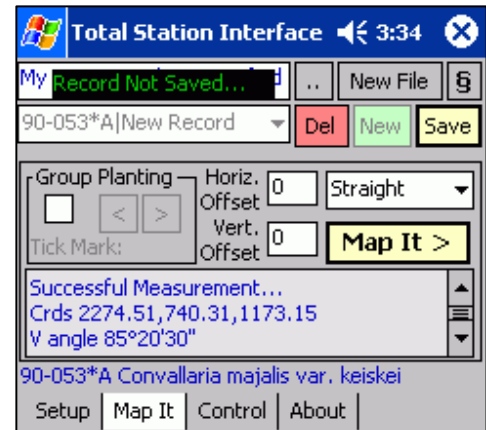 Total Station Interface 3:34
My Record Not Saved... d .. New File §
90-053*A|New Record Del New Save
Group Planting Horiz. Offset 0 Straight
< > Vert. Offset 0 Map It >
Tick Mark:
Successful Measurement...
Crds 2274.51,740.31,1173.15
V angle 85°20'30"
90-053*A Convallaria majalis var. keiskei
Setup Map It Control About